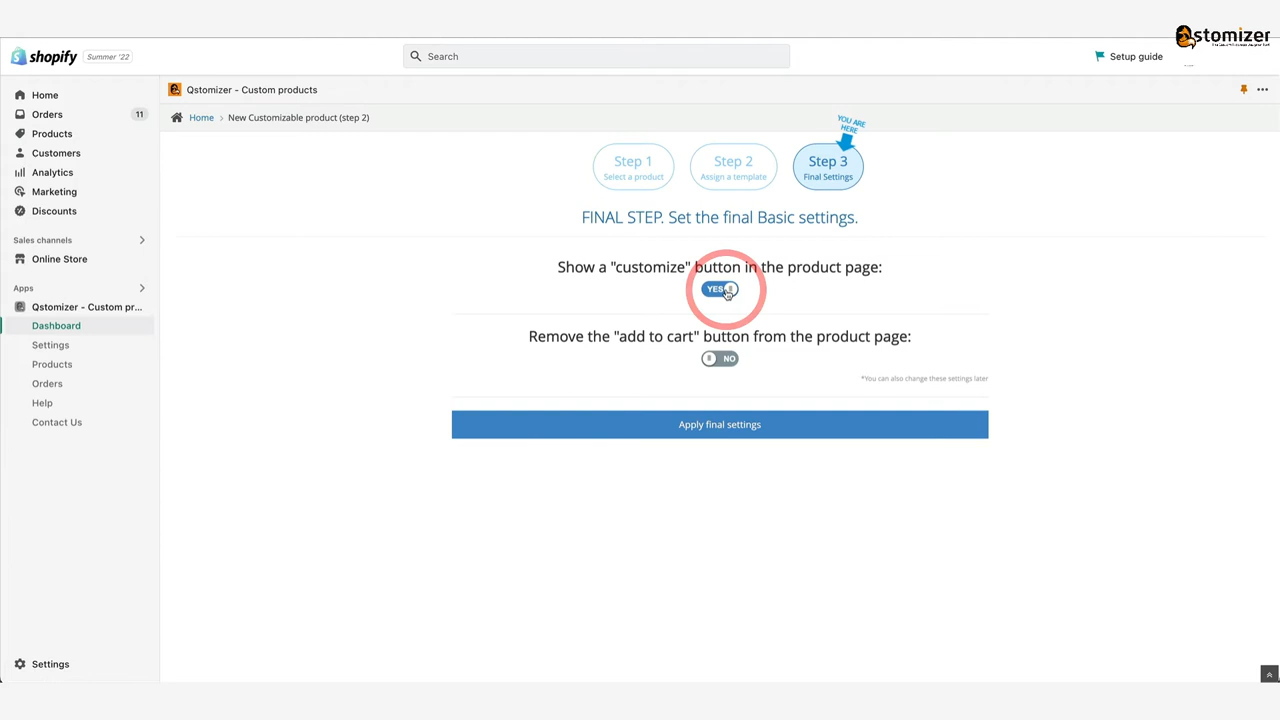 Qstomizer
shopify
Summer '22
Search
Setup guide
Home
Orders
11
Products
Customers
Analytics
Marketing
Discounts
Sales channels
Online Store
Apps
Qstomizer - Custom pr...
Dashboard
Settings
Products
Orders
Help
Contact Us
Settings
Qstomizer - Custom products
Home
New Customizable product (step 2)
YOU ARE
HERE
Step 1
Select a product
Step 2
Assign a template
Step 3
Final Settings
FINAL STEP. Set the final Basic settings.
Show a "customize" button in the product page:
YES
Remove the "add to cart" button from the product page:
NO
*You can also change these settings later
Apply final settings